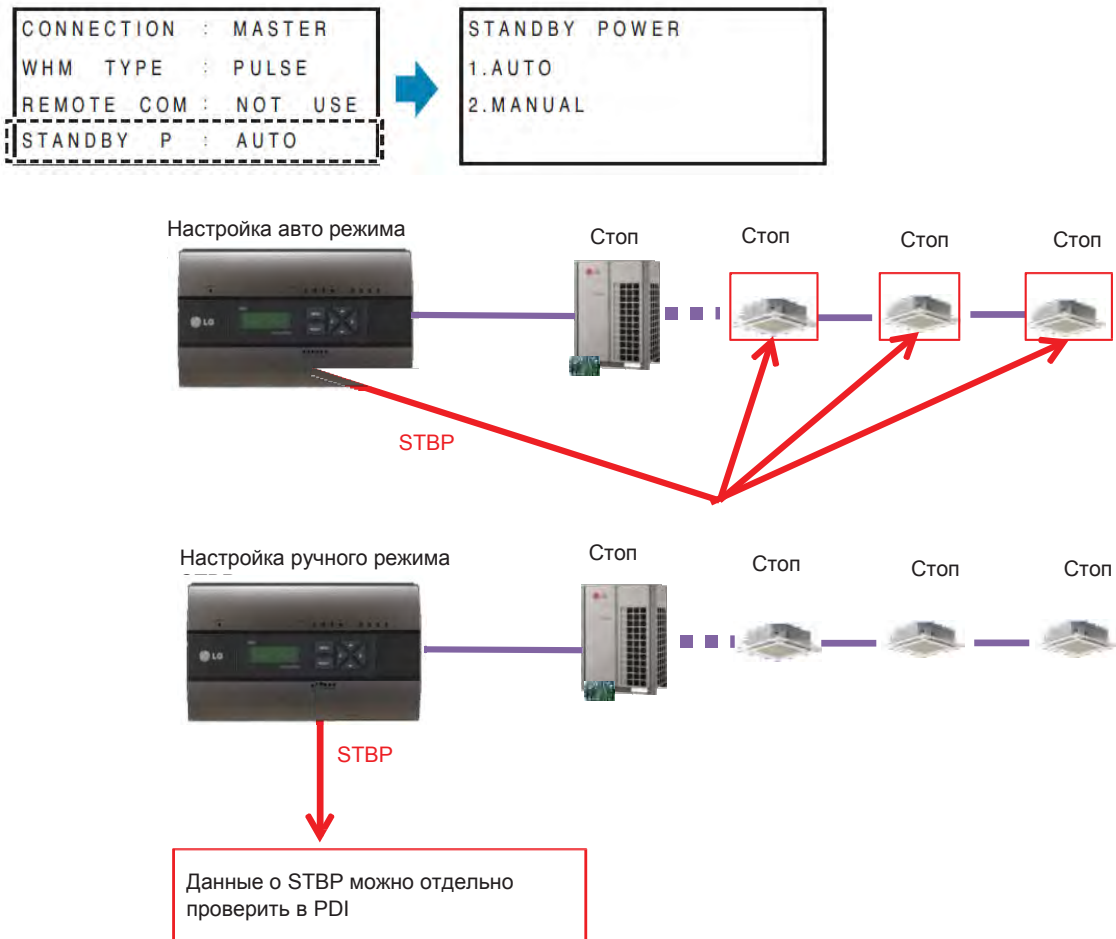 CONNECTION : MASTER
WHM TYPE : PULSE
REMOTE COM : NOT USE
STANDBY P : AUTO
STANDBY POWER
1.AUTO
2.MANUAL
Настройка авто режима
Стоп
Стоп
Стоп
Стоп
LG
STBP
Настройка ручного режима
Стоп
Стоп
Стоп
Стоп
LG
STBP
Данные о STBP можно отдельно
проверить в PDI